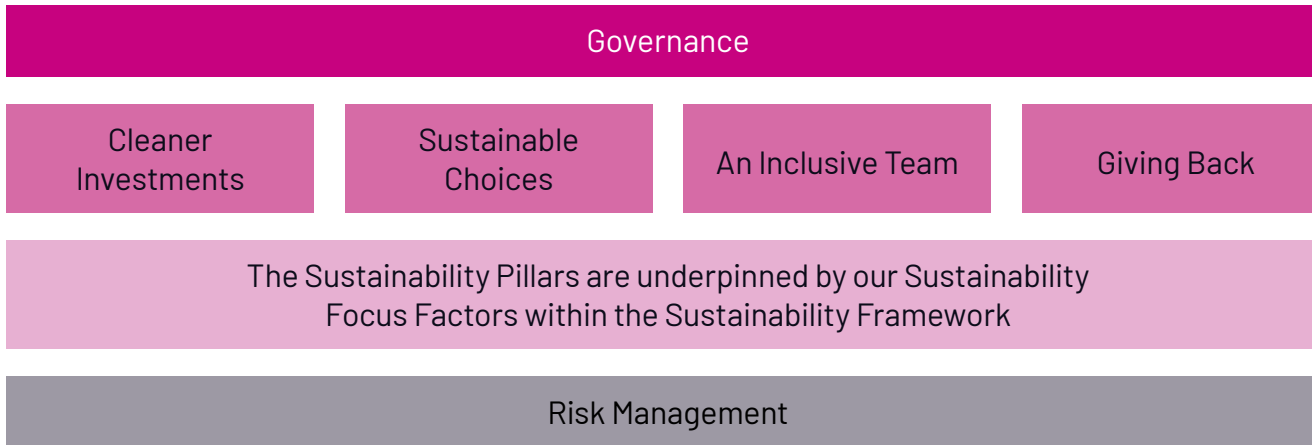 Governance
Cleaner
Investments
Sustainable
Choices
An Inclusive Team
Giving Back
The Sustainability Pillars are underpinned by our Sustainability
Focus Factors within the Sustainability Framework
Risk Management